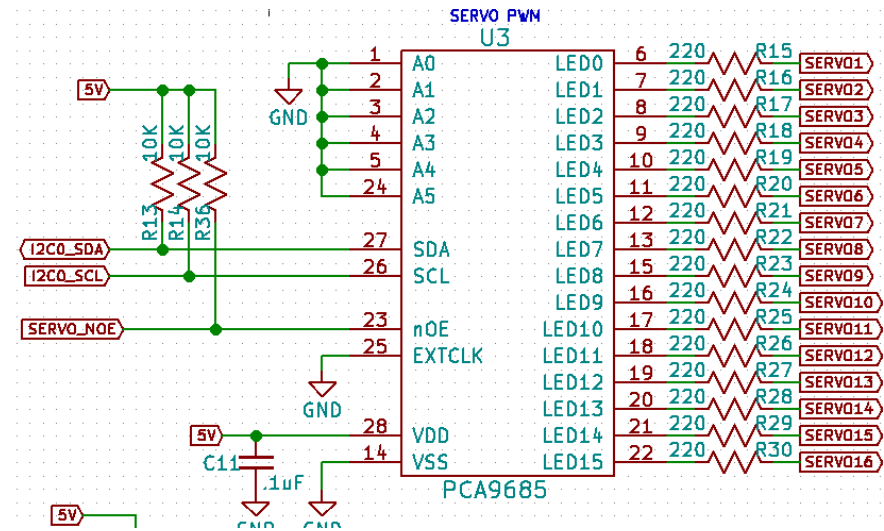 SERVO PWM
U3
1 A0 LED0 6 220 R15 SERVO1
5V 2 A1 LED1 7 220 R16 SERVO2
GND 3 A2 LED2 8 220 R17 SERVO3
10K 10K 10K 4 A3 LED3 9 220 R18 SERVO4
5 A4 LED4 10 220 R19 SERVO5
24 A5 LED5 11 220 R20 SERVO6
R13 R14 R36 LED6 12 220 R21 SERVO7
I2C0_SDA 27 SDA LED7 13 220 R22 SERVO8
I2C0_SCL 26 SCL LED8 15 220 R23 SERVO9
LED9 16 220 R24 SERVO10
SERVO_NOE 23 nOE LED10 17 220 R25 SERVO11
25 EXTCLK LED11 18 220 R26 SERVO12
LED12 19 220 R27 SERVO13
GND LED13 20 220 R28 SERVO14
5V 28 VDD LED14 21 220 R29 SERVO15
C11 14 VSS LED15 22 220 R30 SERVO16
.1uF PCA9685
5V GND GND